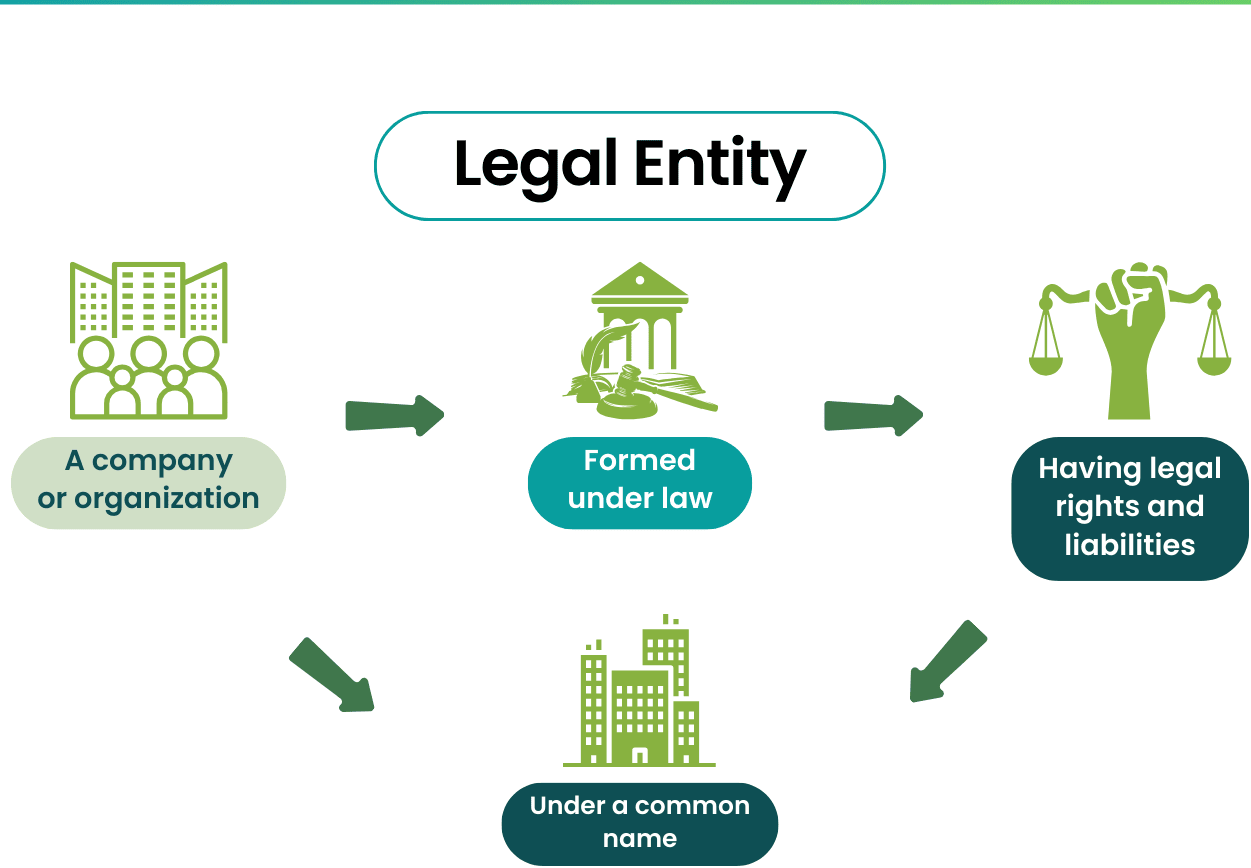 Legal Entity
A company
or organization
Formed
under law
Having legal
rights and
liabilities
Under a common
name